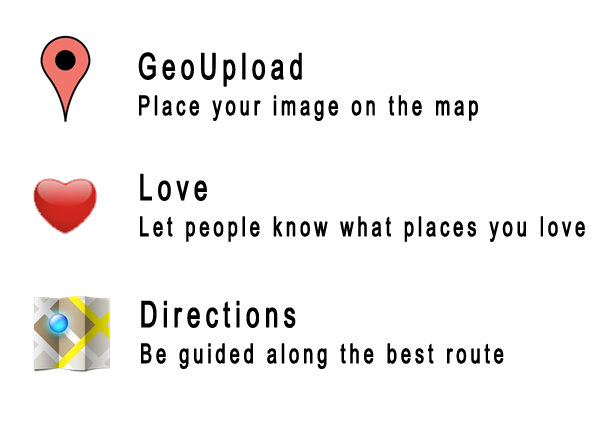 GeoUpload
Place your image on the map
Love
Let people know what places you love
Directions
Be guided along the best route